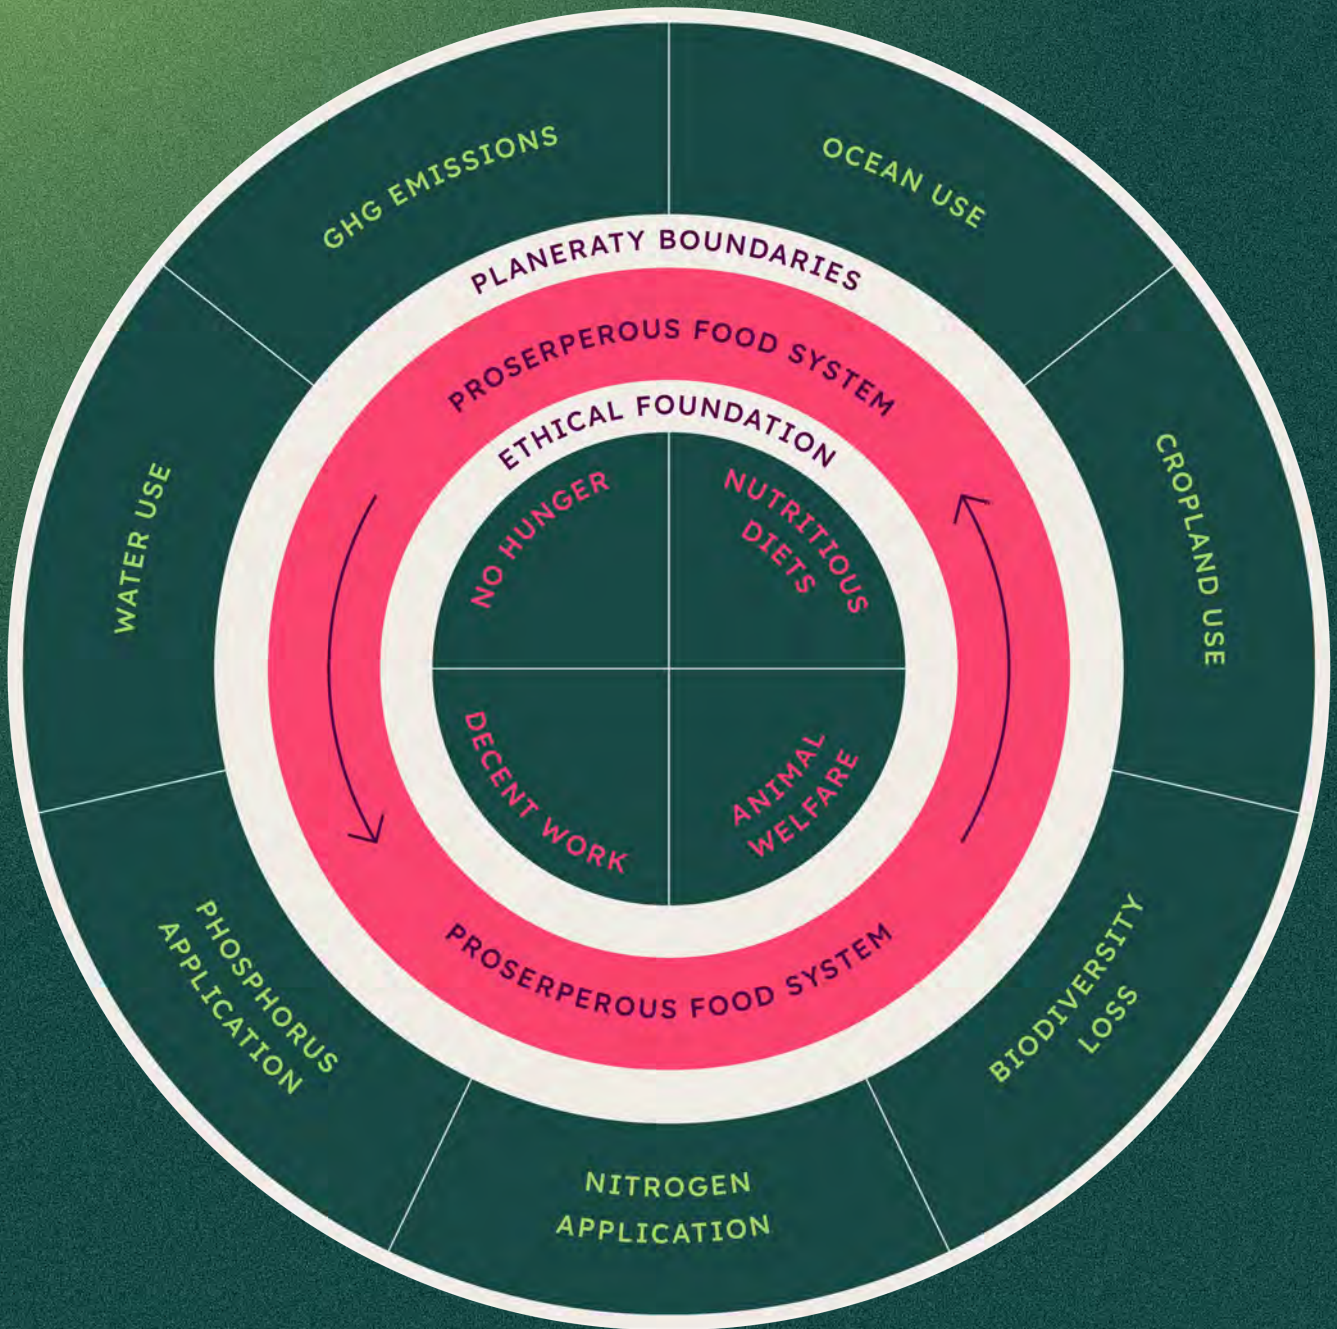 GHG EMISSIONS
OCEAN USE
PLANERATY BOUNDARIES
PROSERPEROUS FOOD SYSTEM
ETHICAL FOUNDATION
NO HUNGER
NUTRITIOUS
DIETS
WATER USE
CROPLAND USE
DECENT WORK
ANIMAL
WELFARE
PROSERPEROUS FOOD SYSTEM
PHOSPHORUS
APPLICATION
BIODIVERSITY
LOSS
NITROGEN
APPLICATION